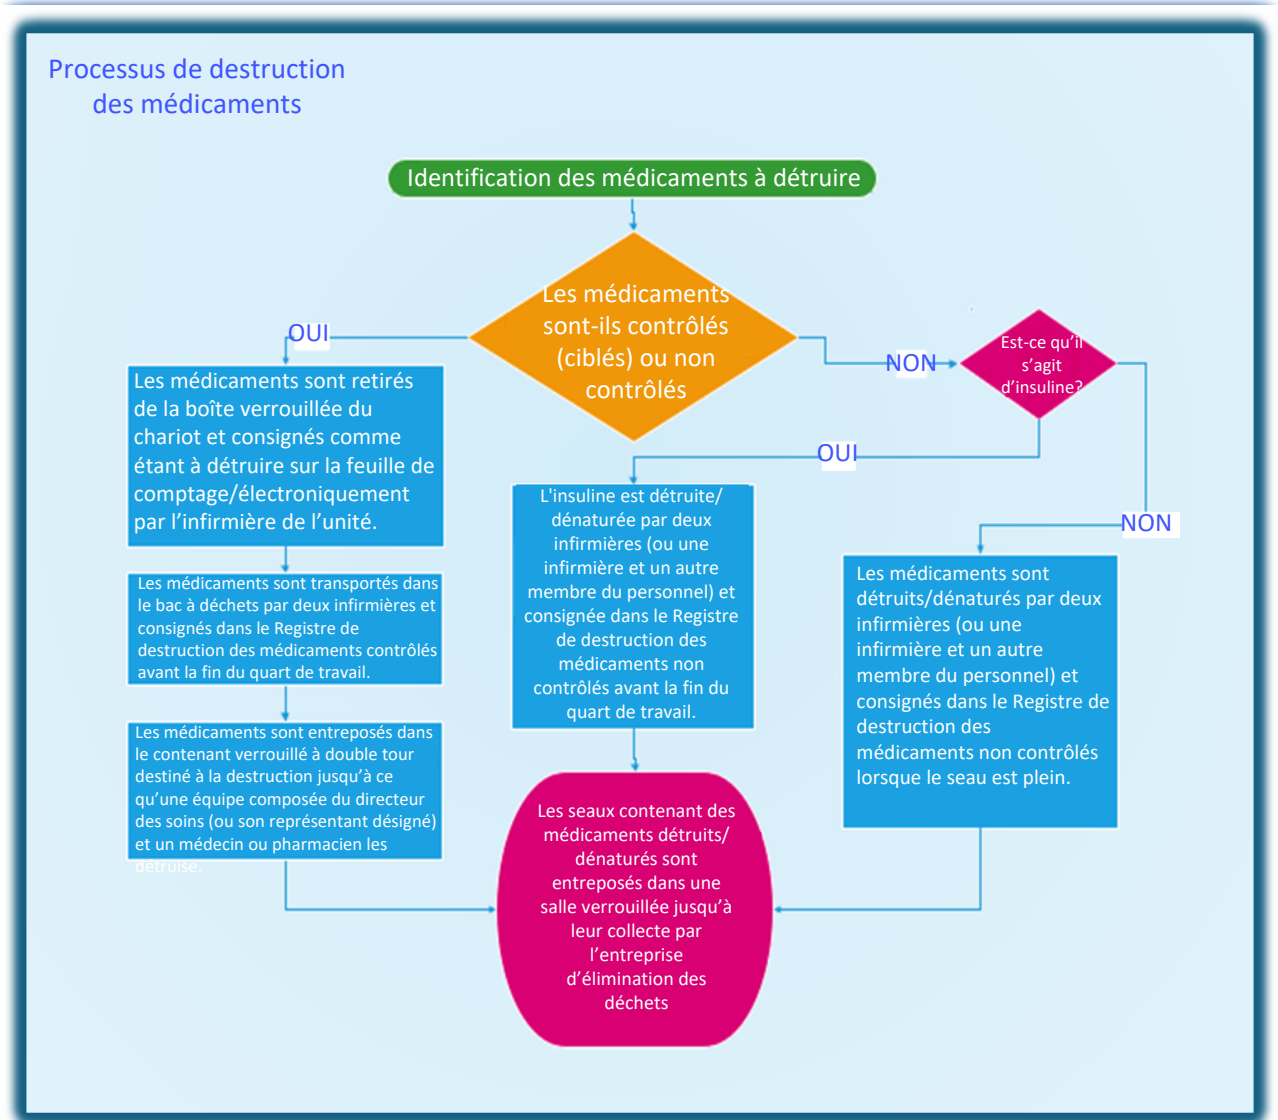 Processus de destruction
des médicaments
Identification des médicaments à détruire
Les médicaments
sont-ils contrôlés
(ciblés) ou non
contrôlés
OUI
NON
Est-ce qu'il
s'agit
d'insuline?
Les médicaments sont retirés
de la boîte verrouillée du
chariot et consignés comme
étant à détruire sur la feuille de
comptage/électroniquement
par l'infirmière de l'unité.
OUI
NON
L'insuline est détruite/
dénaturée par deux
infirmières (ou une
infirmière et un autre
membre du personnel) et
consignée dans le Registre
de destruction des
médicaments non
contrôlés avant la fin du
quart de travail.
Les médicaments sont
détruits/dénaturés par deux
infirmières (ou une
infirmière et un autre
membre du personnel) et
consignés dans le Registre de
destruction des
médicaments non contrôlés
lorsque le seau est plein.
Les médicaments sont transportés dans
le bac à déchets par deux infirmières et
consignés dans le Registre de
destruction des médicaments contrôlés
avant la fin du quart de travail.
Les médicaments sont entreposés dans
le contenant verrouillé à double tour
destiné à la destruction jusqu'à ce
qu'une équipe composée du directeur
des soins (ou son représentant désigné)
et un médecin ou pharmacien les
détruise.
Les seaux contenant des
médicaments détruits/
dénaturés sont
entreposés dans une
salle verrouillée jusqu'à
leur collecte par
l'entreprise
d'élimination des
déchets